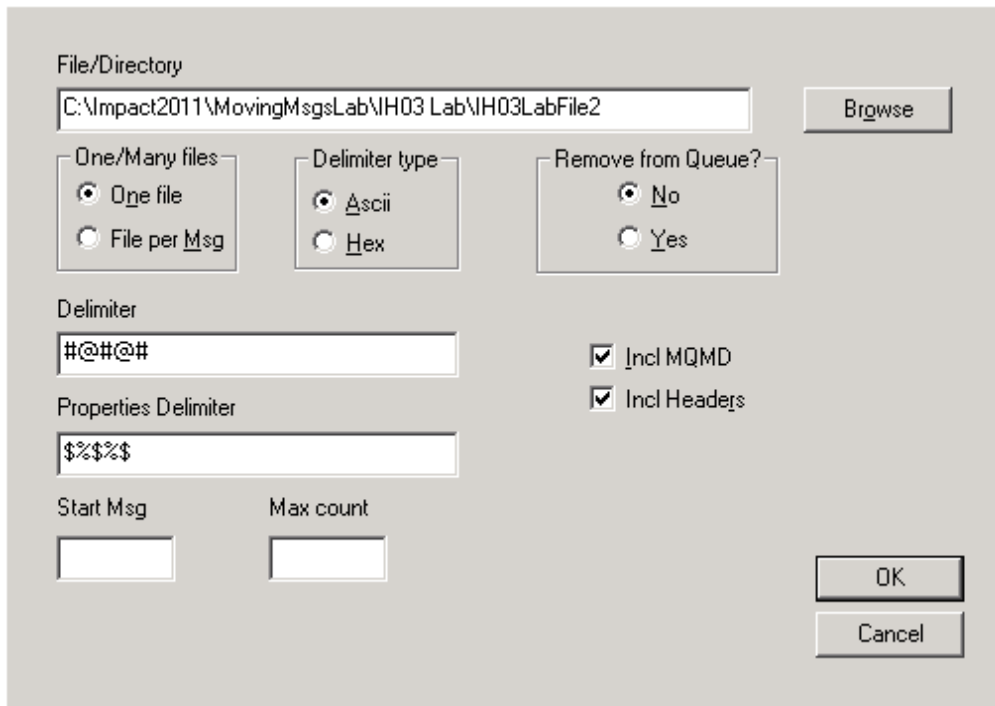 File/Directory
C:\Impact2011\MovingMsgsLab\IH03 Lab\IH03LabFile2
Browse
One/Many files
One file
File per Msg
Delimiter type
Ascii
Hex
Remove from Queue?
No
Yes
Delimiter
#@#@#
Incl MQMD
Incl Headers
Properties Delimiter
$%$%$
Start Msg
Max count
OK
Cancel